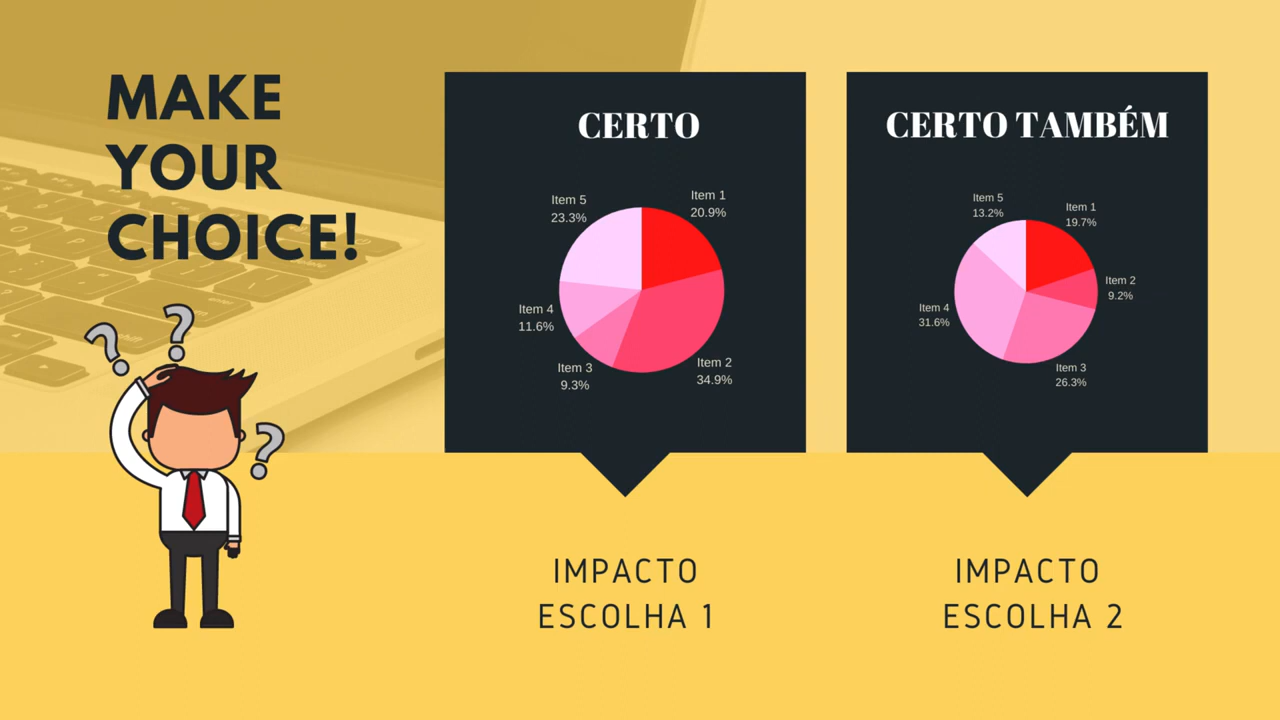 MAKE
YOUR
CHOICE!
?
?
?
CERTO
Item 1
20.9%
Item 2
34.9%
Item 3
9.3%
Item 4
11.6%
Item 5
23.3%
IMPACTO
ESCOLHA 1
CERTO TAMBÉM
Item 1
19.7%
Item 2
9.2%
Item 3
26.3%
Item 4
31.6%
Item 5
13.2%
IMPACTO
ESCOLHA 2